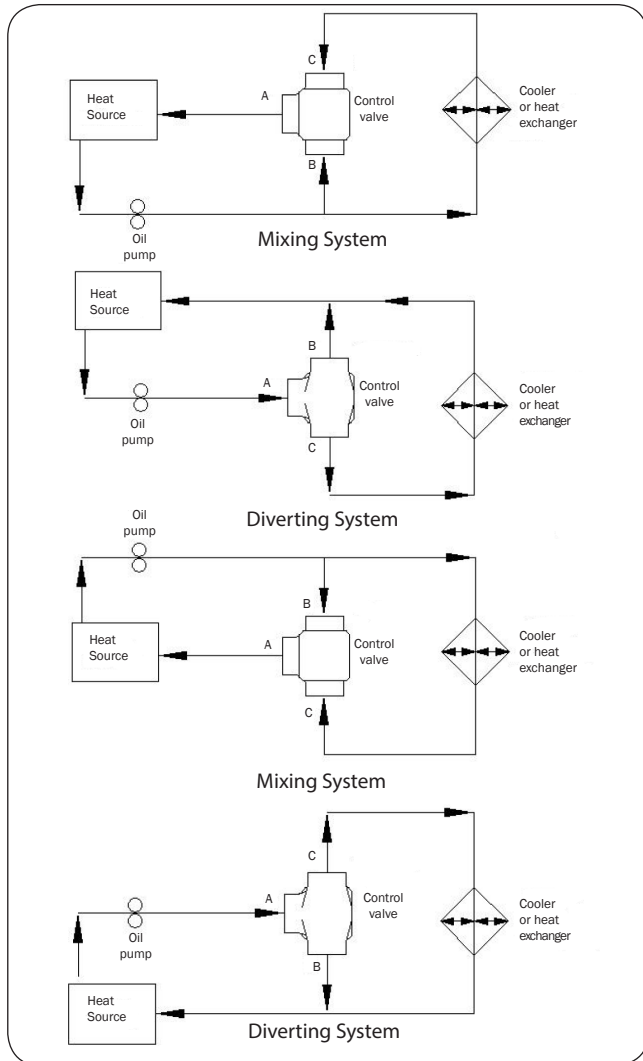 C
Heat
Source
A
Control
valve
Cooler
or heat
exchanger
B
Oil
pump
Mixing System
Heat
Source
B
A
Control
valve
Cooler
or heat
exchanger
Oil
pump
C
Diverting System
Oil
pump
B
Heat
Source
A
Control
valve
Cooler
or heat
exchanger
C
Mixing System
C
A
Control
valve
Cooler
or heat
exchanger
Oil
pump
B
Heat
Source
Diverting System